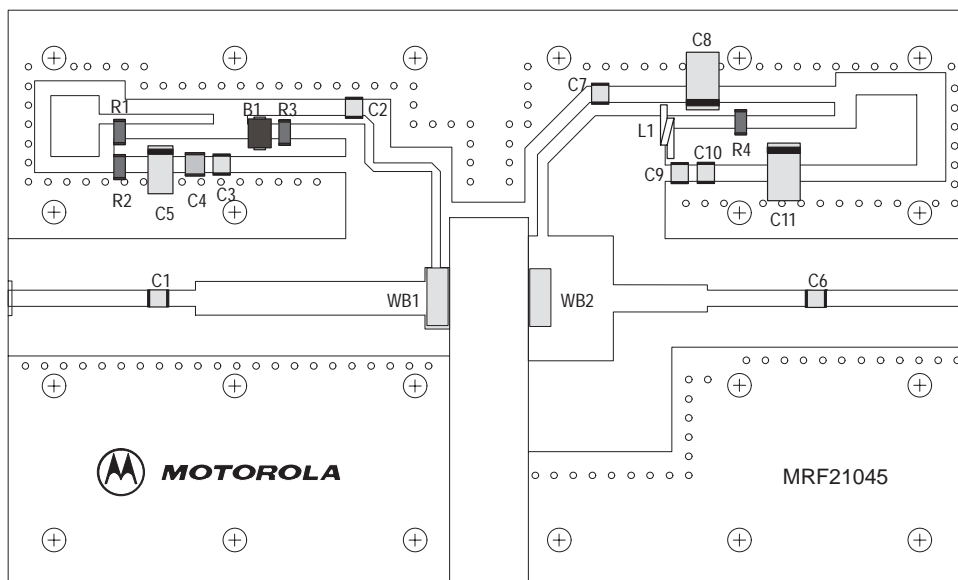 C8
C7
R1
B1
R3
C2
L1
R4
R2
C5
C4
C3
C9
C10
C11
C1
WB1
WB2
C6
MOTOROLA
MRF21045